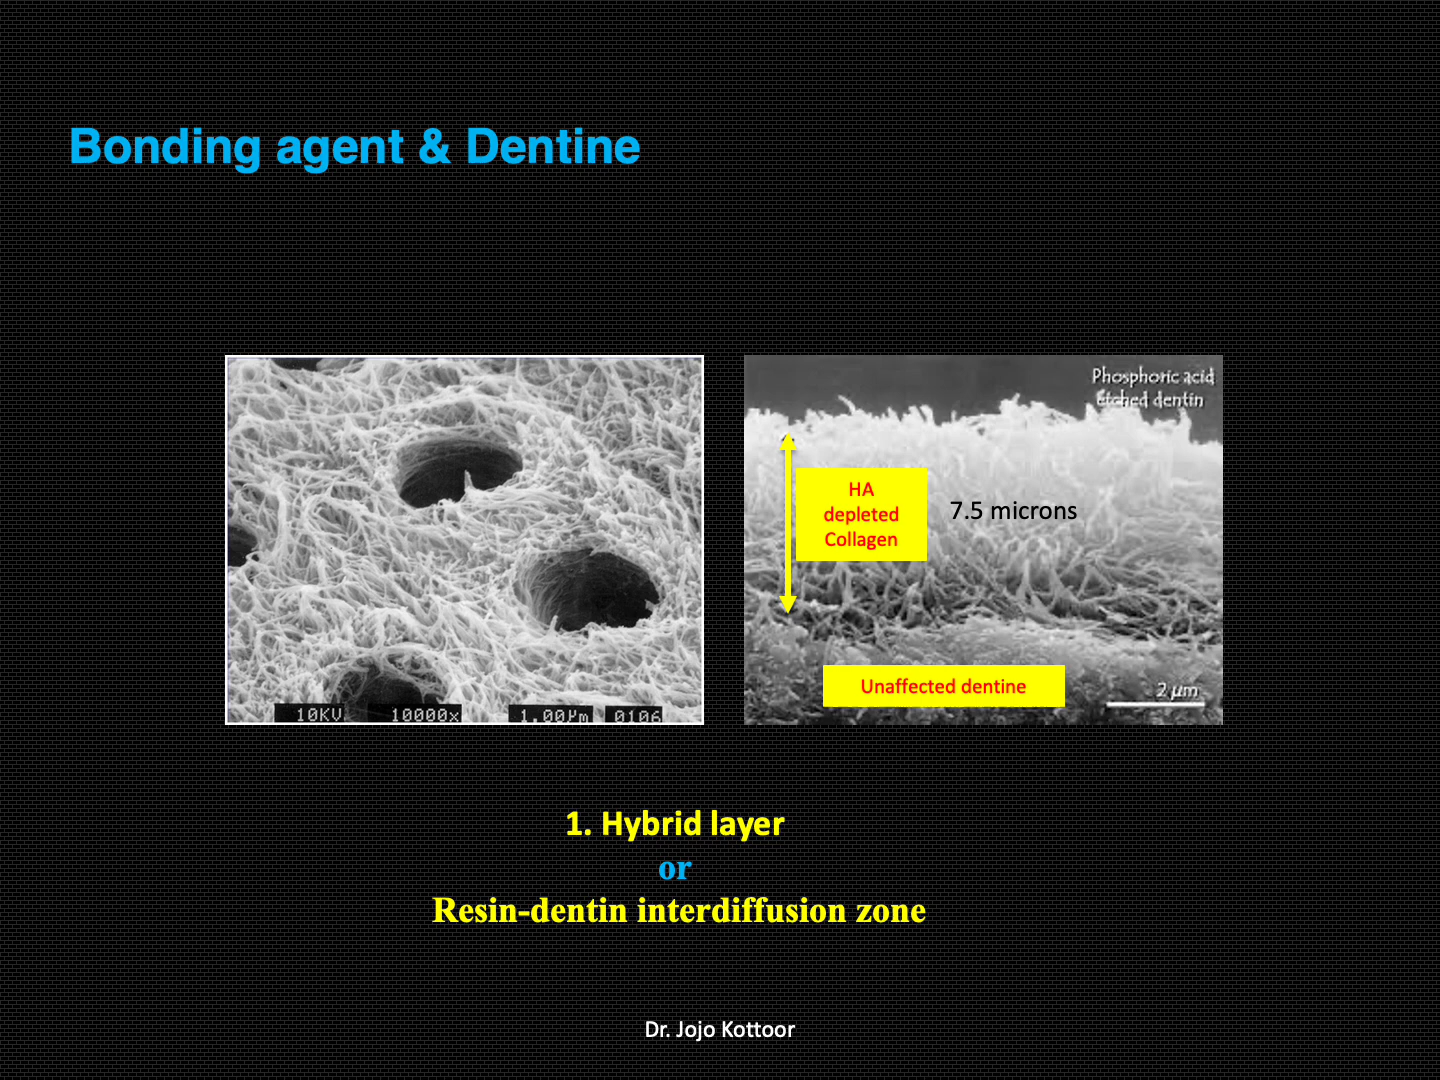 Bonding agent & Dentine
10KV 10000x 1.00µm 0106
Phosphoric acid
Etched dentin
HA
depleted
Collagen
7.5 microns
Unaffected dentine
2 µm
1. Hybrid layer
or
Resin-dentin interdiffusion zone
Dr. Jojo Kottoor